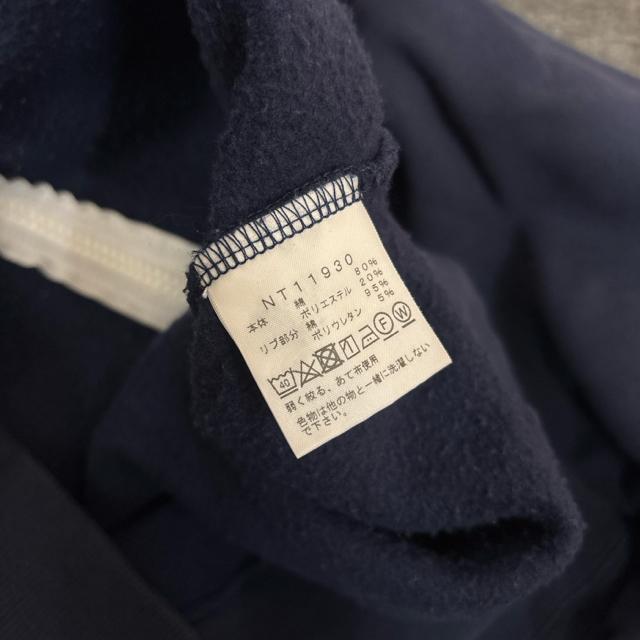 NT11930
本体 綿 80%
ポリエステル 20%
リブ部分 綿 95%
ポリウレタン 5%
40 F W
弱く絞る、あて布使用
色物は他の物と一緒に洗濯しない
で下さい。